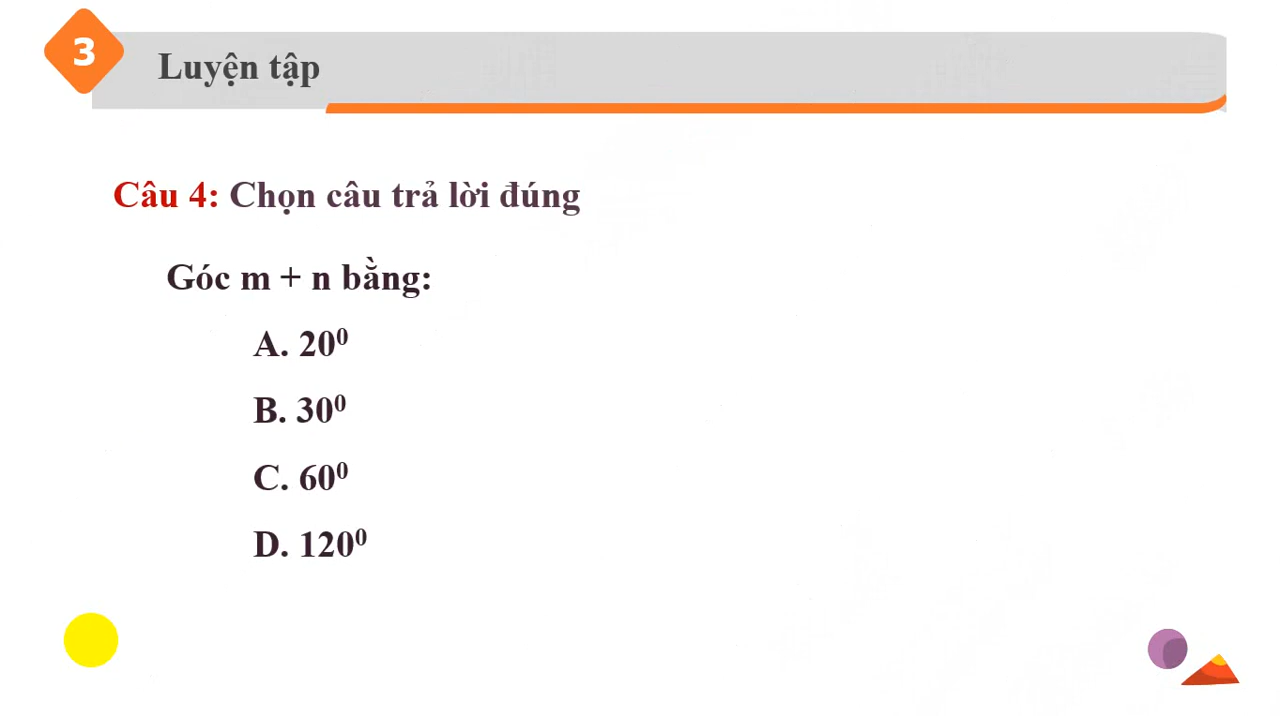 3
Luyện tập
Câu 4: Chọn câu trả lời đúng
Góc m + n bằng:
A. 20⁰
B. 30⁰
C. 60⁰
D. 120⁰